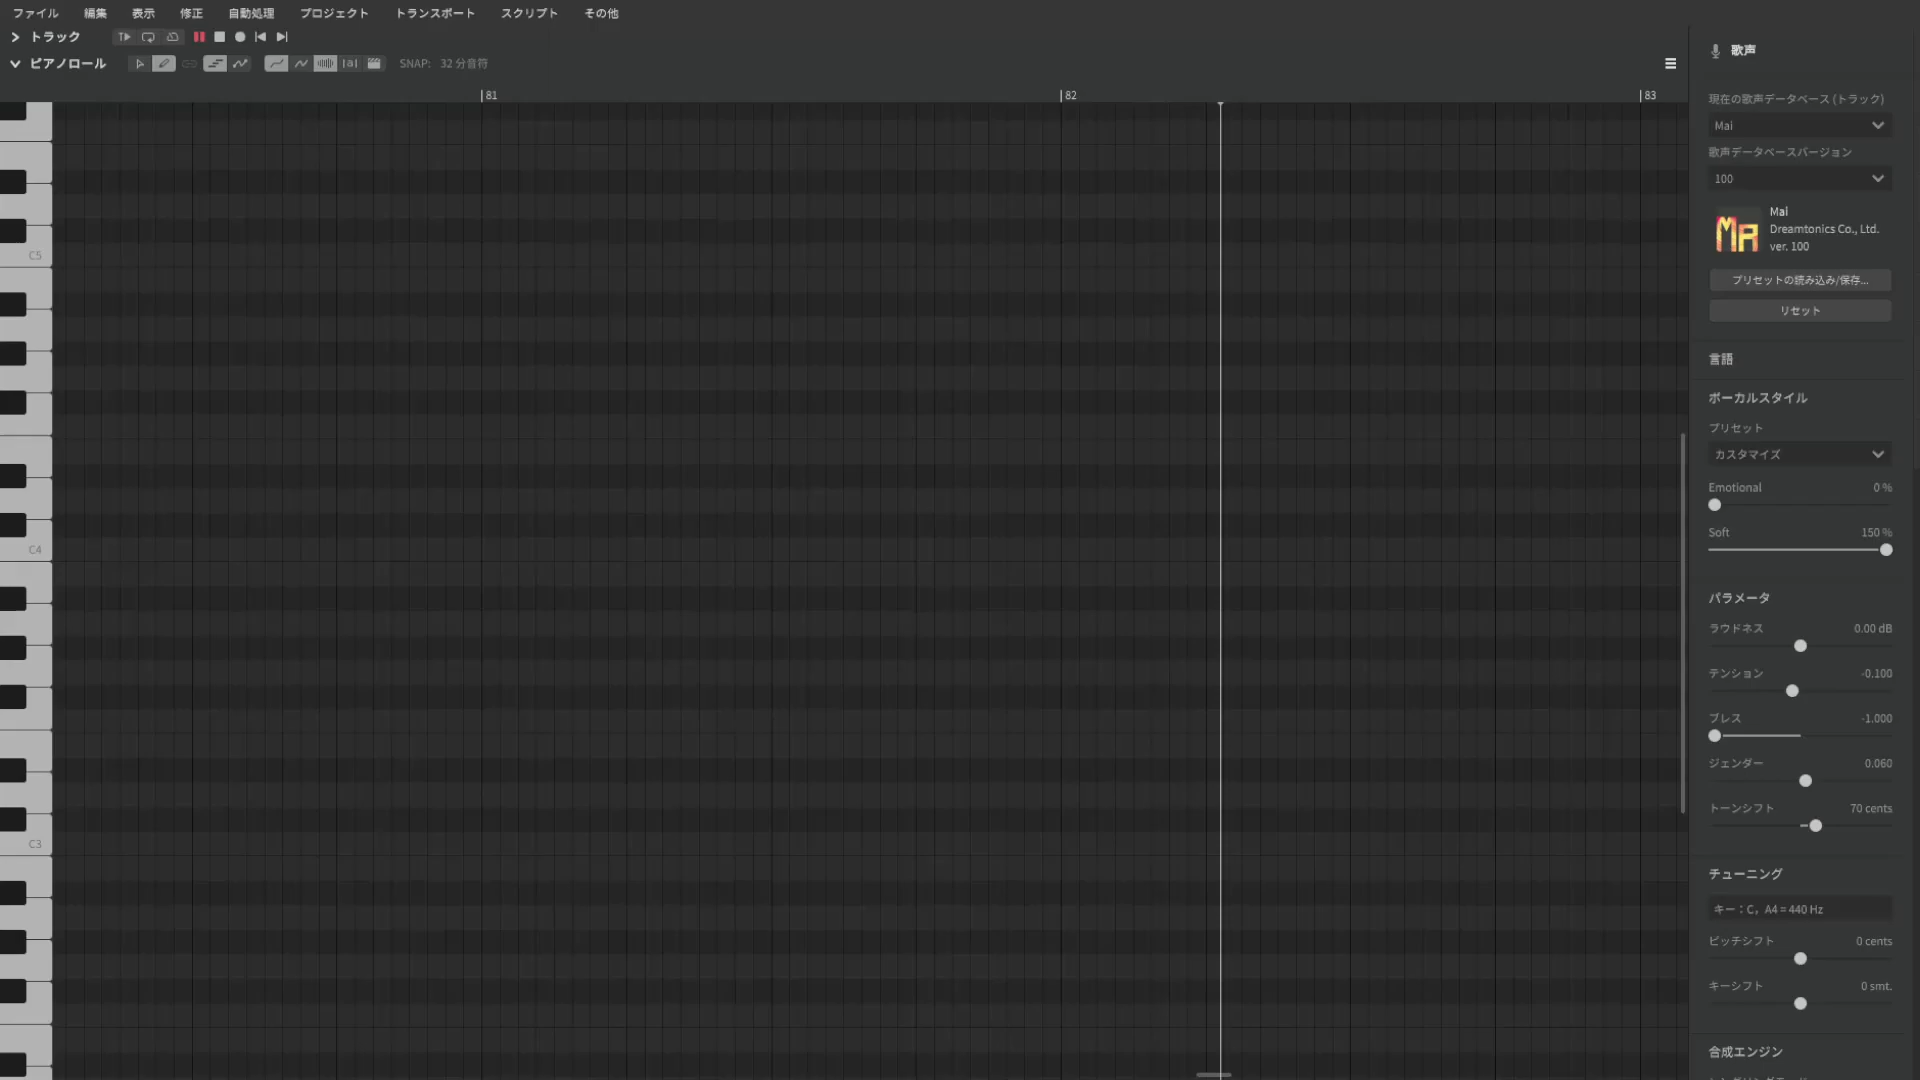 ファイル 編集 表示 修正 自動処理 プロジェクト トランスポート スクリプト その他
トラック
ピアノロール SNAP: 32 分音符
81 82 83
C5
C4
C3
歌声
現在の歌声データベース (トラック)
Mai
歌声データベースバージョン
100
Mai
Dreamtonics Co., Ltd.
ver. 100
プリセットの読み込み/保存...
リセット
言語
ボーカルスタイル
プリセット
カスタマイズ
Emotional 0 %
Soft 150 %
パラメータ
ラウドネス 0.00 dB
テンション -0.100
ブレス -1.000
ジェンダー 0.060
トーンシフト 70 cents
チューニング
キー：C，A4 = 440 Hz
ピッチシフト 0 cents
キーシフト 0 smt.
合成エンジン